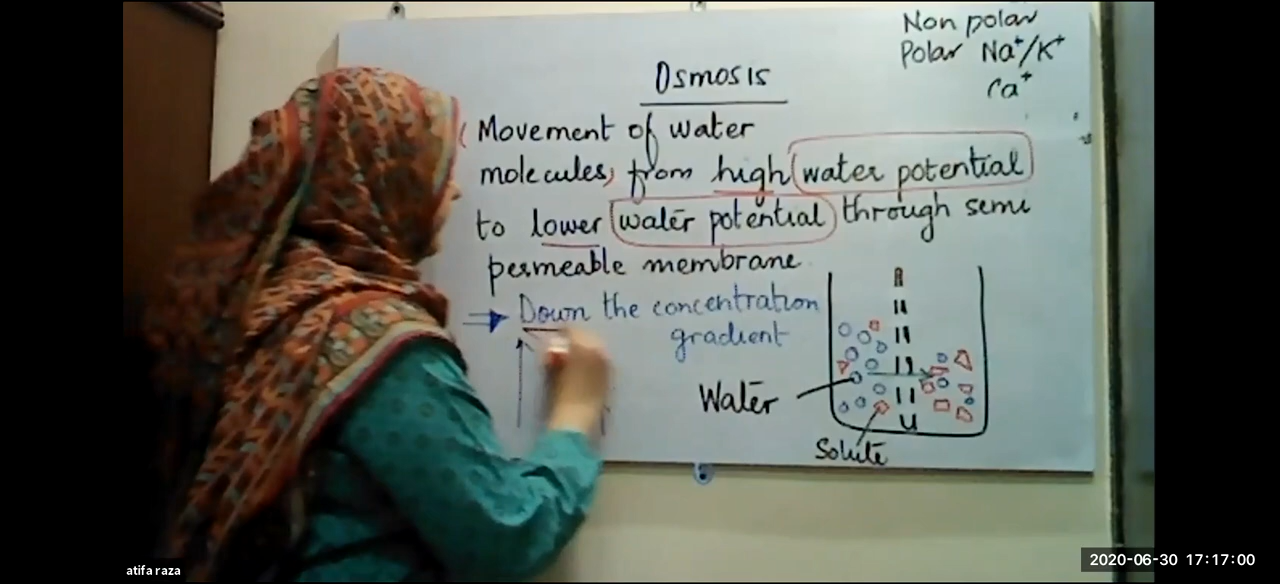 Non polar
Polar Na⁺/K⁺
Ca⁺
Osmosis
(Movement of water
molecules) from high water potential
to lower water potential through semi
permeable membrane
Down the concentration
gradient
Water
Solute
atifa raza
2020-06-30 17:17:00